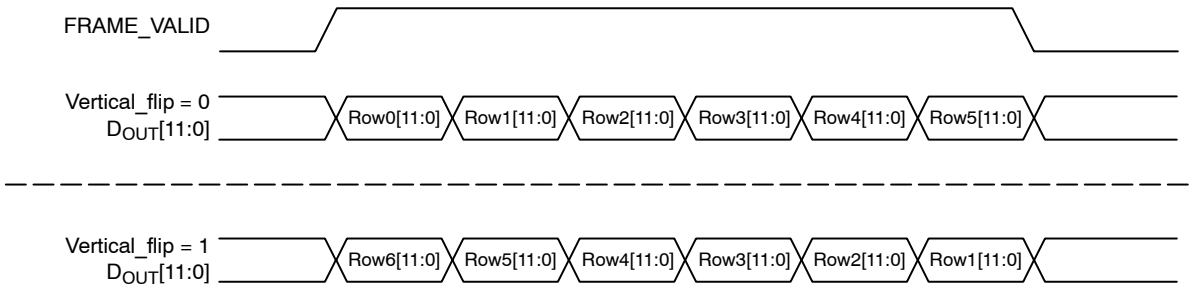 FRAME_VALID
Vertical_flip = 0
DOUT[11:0]
Row0[11:0] Row1[11:0] Row2[11:0] Row3[11:0] Row4[11:0] Row5[11:0]
Vertical_flip = 1
DOUT[11:0]
Row6[11:0] Row5[11:0] Row4[11:0] Row3[11:0] Row2[11:0] Row1[11:0]